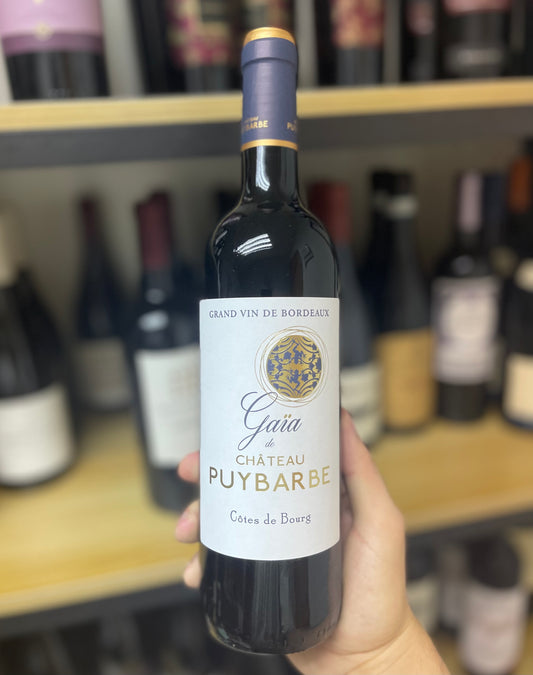 PUYBARBE
GRAND VIN DE BORDEAUX
Gaïa
de
CHÂTEAU
PUYBARBE
Côtes de Bourg